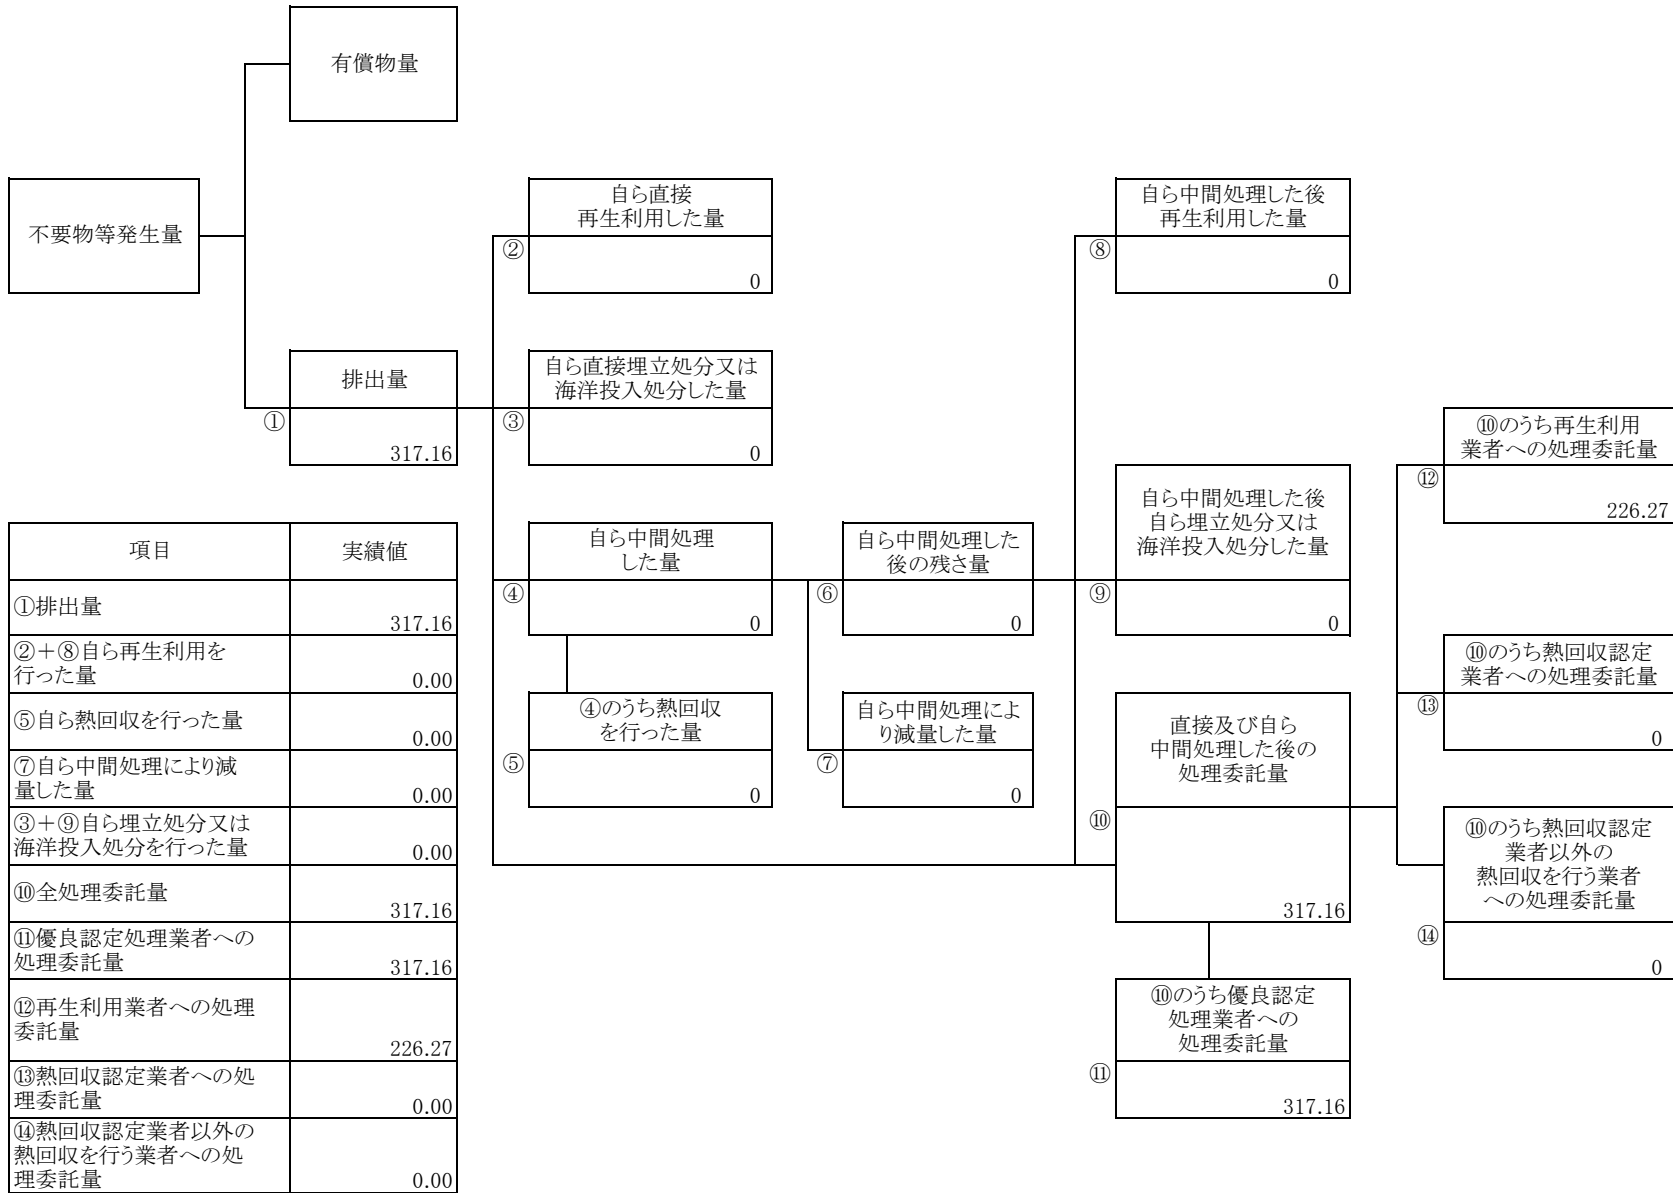 有償物量
不要物等発生量
自ら直接
再生利用した量
②
0
自ら中間処理した後
再生利用した量
⑧
0
排出量
①
317.16
自ら直接埋立処分又は
海洋投入処分した量
③
0
⑩のうち再生利用
業者への処理委託量
⑫
226.27
自ら中間処理した後
自ら埋立処分又は
海洋投入処分した量
⑨
0
自ら中間処理
した量
④
0
自ら中間処理した
後の残さ量
⑥
0
⑩のうち熱回収認定
業者への処理委託量
⑬
0
④のうち熱回収
を行った量
⑤
0
自ら中間処理によ
り減量した量
⑦
0
直接及び自ら
中間処理した後の
処理委託量
⑩
317.16
⑩のうち熱回収認定
業者以外の
熱回収を行う業者
への処理委託量
⑭
0
⑩のうち優良認定
処理業者への
処理委託量
⑪
317.16
項目 実績値
①排出量
317.16
②+⑧自ら再生利用を
行った量 0.00
⑤自ら熱回収を行った量
0.00
⑦自ら中間処理により減
量した量 0.00
③+⑨自ら埋立処分又は
海洋投入処分を行った量 0.00
⑩全処理委託量
317.16
⑪優良認定処理業者への
処理委託量 317.16
⑫再生利用業者への処理
委託量
226.27
⑬熱回収認定業者への処
理委託量 0.00
⑭熱回収認定業者以外の
熱回収を行う業者への処
理委託量 0.00